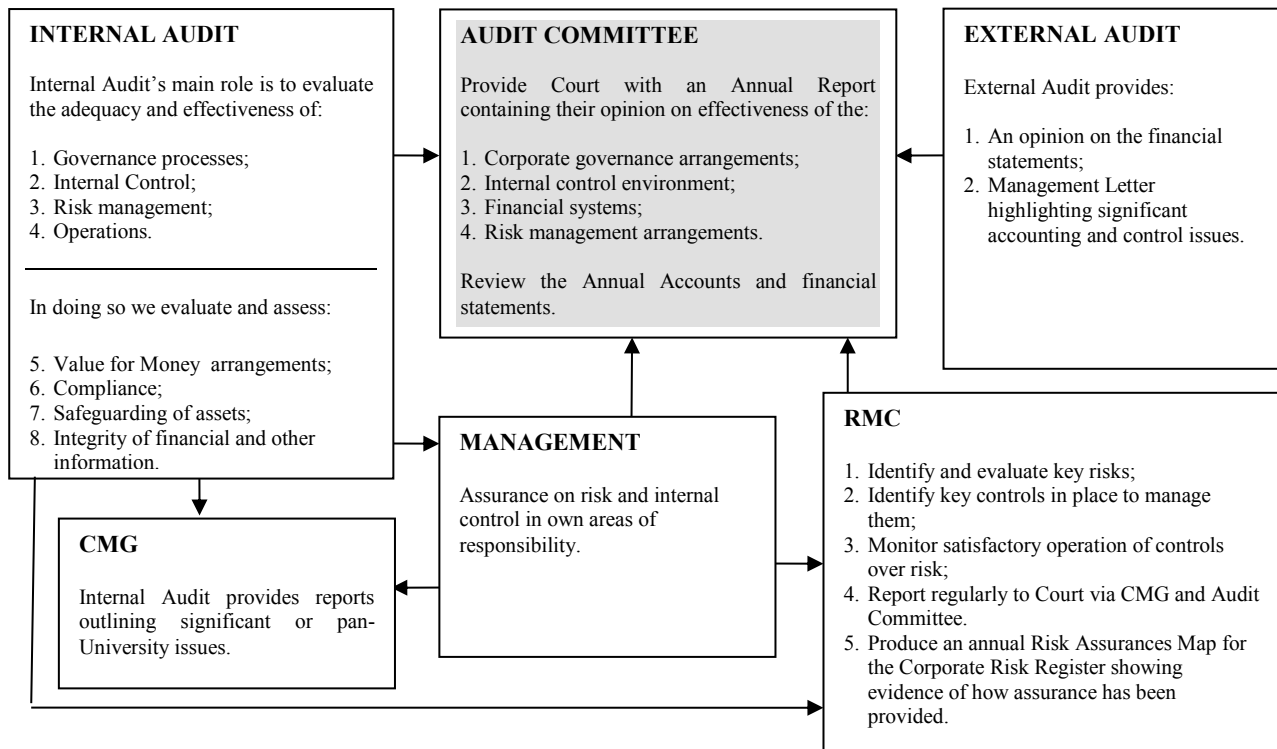 INTERNAL AUDIT
Internal Audit’s main role is to evaluate
the adequacy and effectiveness of:
1. Governance processes;
2. Internal Control;
3. Risk management;
4. Operations.
In doing so we evaluate and assess:
5. Value for Money arrangements;
6. Compliance;
7. Safeguarding of assets;
8. Integrity of financial and other
information.
AUDIT COMMITTEE
Provide Court with an Annual Report
containing their opinion on effectiveness of the:
1. Corporate governance arrangements;
2. Internal control environment;
3. Financial systems;
4. Risk management arrangements.
Review the Annual Accounts and financial
statements.
EXTERNAL AUDIT
External Audit provides:
1. An opinion on the financial
statements;
2. Management Letter
highlighting significant
accounting and control issues.
CMG
Internal Audit provides reports
outlining significant or pan-
University issues.
MANAGEMENT
Assurance on risk and internal
control in own areas of
responsibility.
RMC
1. Identify and evaluate key risks;
2. Identify key controls in place to manage
them;
3. Monitor satisfactory operation of controls
over risk;
4. Report regularly to Court via CMG and Audit
Committee.
5. Produce an annual Risk Assurances Map for
the Corporate Risk Register showing
evidence of how assurance has been
provided.